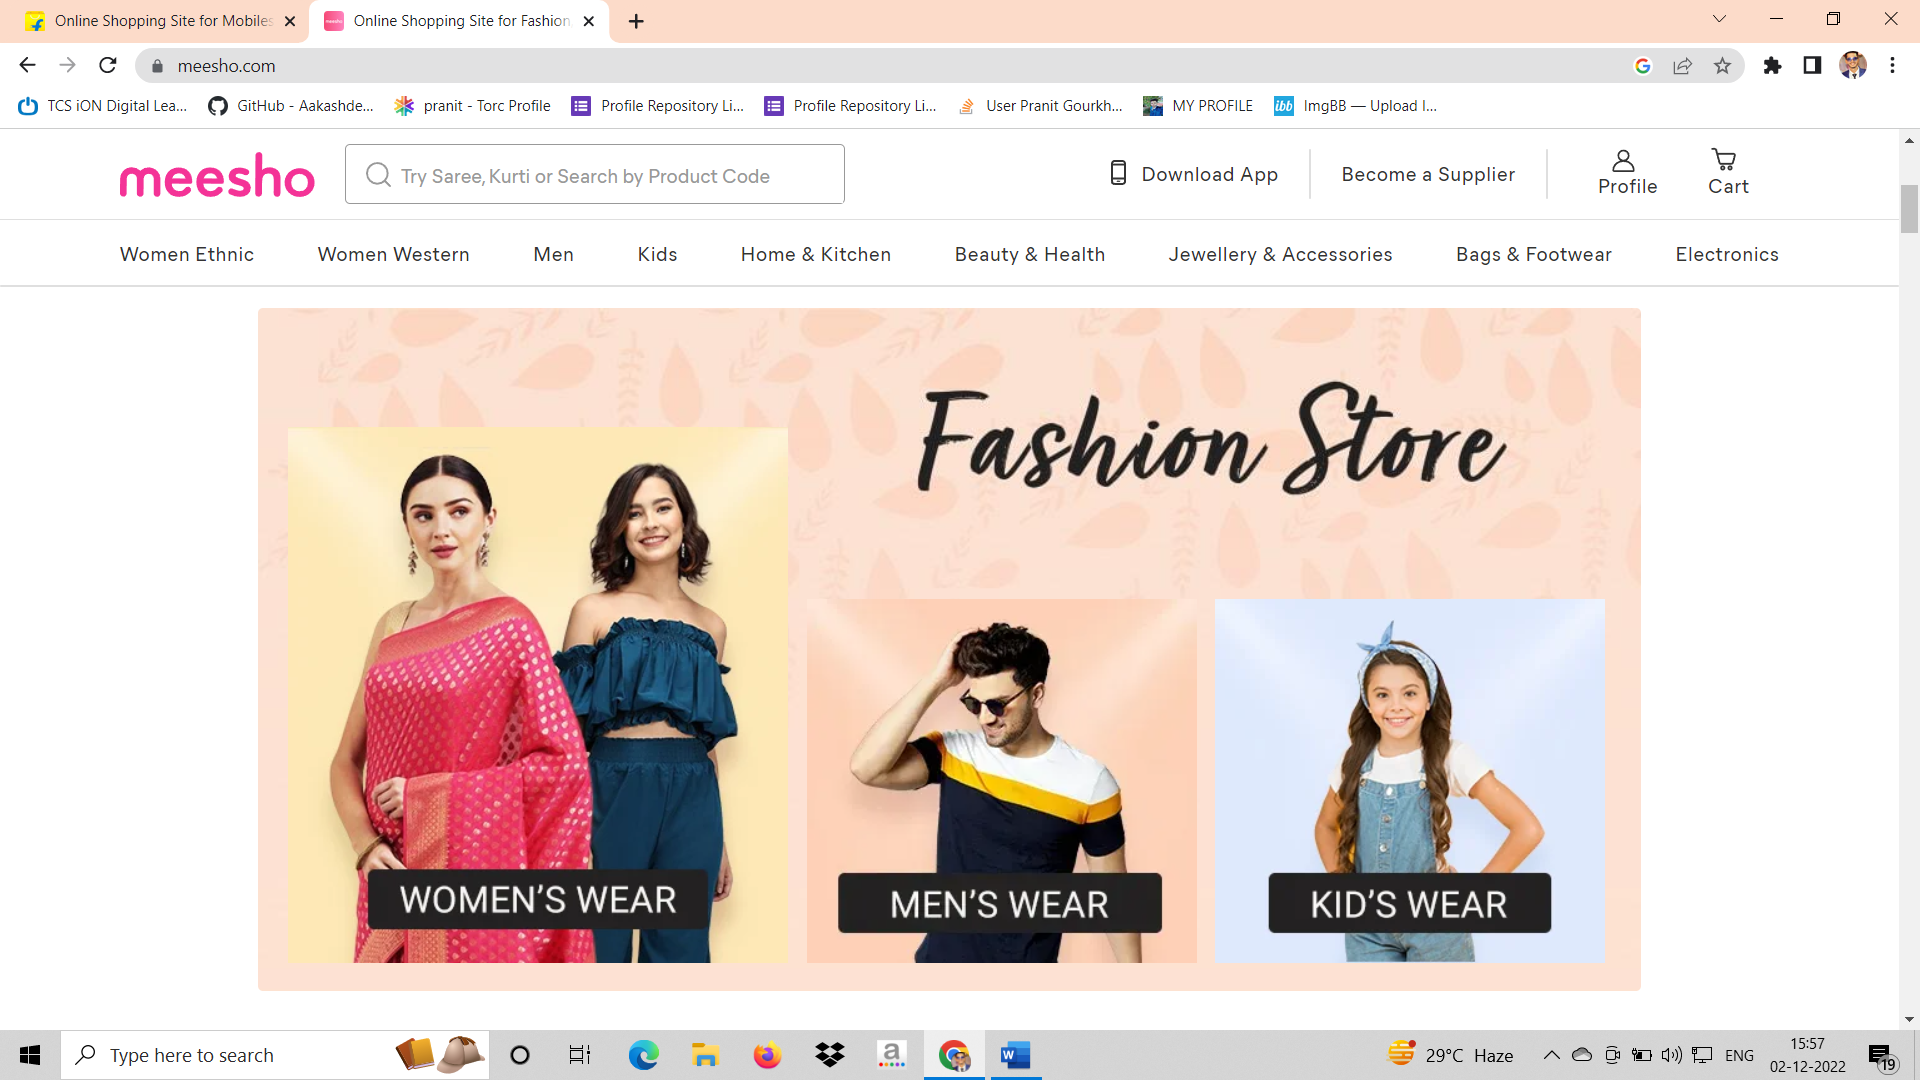 Online Shopping Site for Mobiles
Online Shopping Site for Fashion
meesho.com
TCS iON Digital Lea...
GitHub - Aakashde...
pranit - Torc Profile
Profile Repository Li...
Profile Repository Li...
User Pranit Gourkh...
MY PROFILE
ibb
ImgBB — Upload I...
meesho
Try Saree, Kurti or Search by Product Code
Download App
Become a Supplier
Profile
Cart
Women Ethnic
Women Western
Men
Kids
Home & Kitchen
Beauty & Health
Jewellery & Accessories
Bags & Footwear
Electronics
Fashion Store
WOMEN’S WEAR
MEN’S WEAR
KID’S WEAR
Type here to search
29°C Haze
ENG
15:57
02-12-2022
19